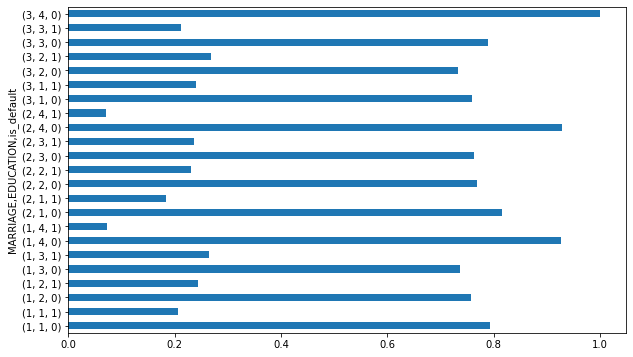 (3, 4, 0)
(3, 3, 1)
(3, 3, 0)
(3, 2, 1)
(3, 2, 0)
(3, 1, 1)
(3, 1, 0)
(2, 4, 1)
(2, 4, 0)
(2, 3, 1)
(2, 3, 0)
(2, 2, 1)
(2, 2, 0)
(2, 1, 1)
(2, 1, 0)
(1, 4, 1)
(1, 4, 0)
(1, 3, 1)
(1, 3, 0)
(1, 2, 1)
(1, 2, 0)
(1, 1, 1)
(1, 1, 0)
MARRIAGE,EDUCATION,is_default
0.0 0.2 0.4 0.6 0.8 1.0